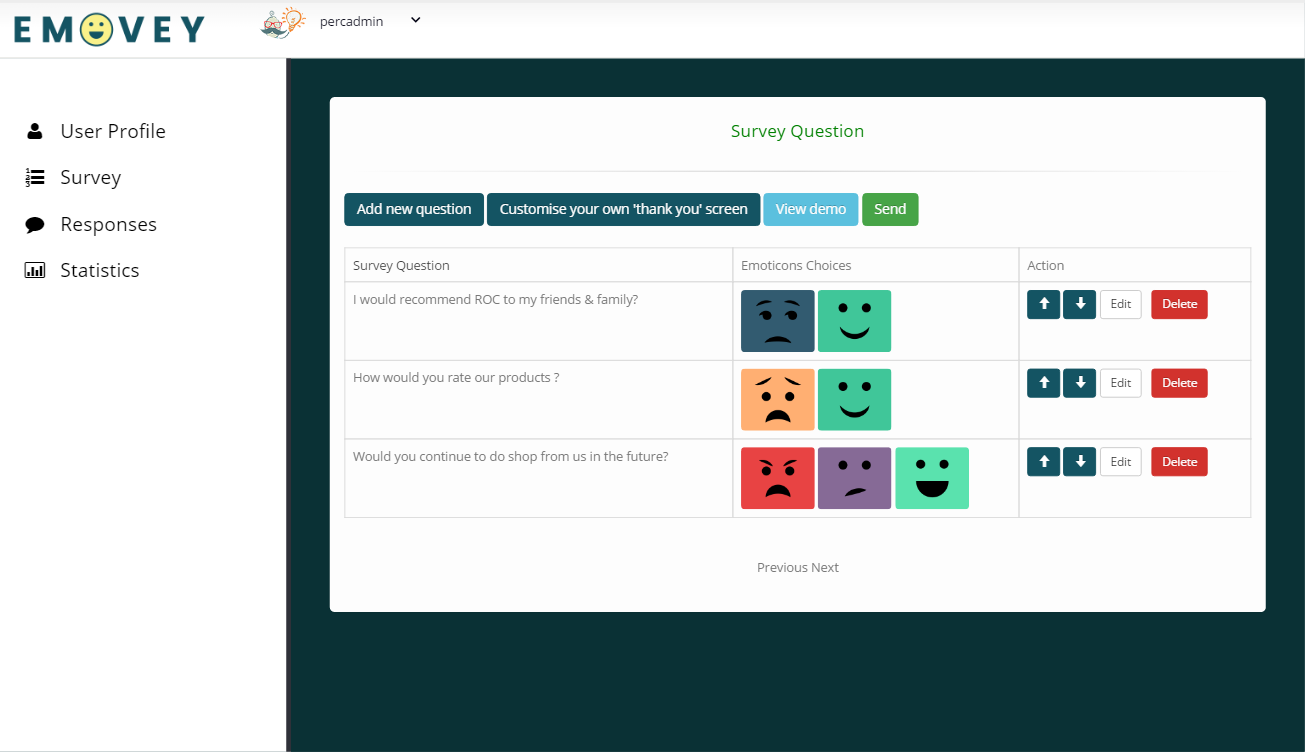 EMOVEY
percadmin
User Profile
Survey
Responses
Statistics
Survey Question
Add new question
Customise your own 'thank you' screen
View demo
Send
Survey Question
Emoticons Choices
Action
I would recommend ROC to my friends & family?
Edit
Delete
How would you rate our products ?
Edit
Delete
Would you continue to do shop from us in the future?
Edit
Delete
Previous Next